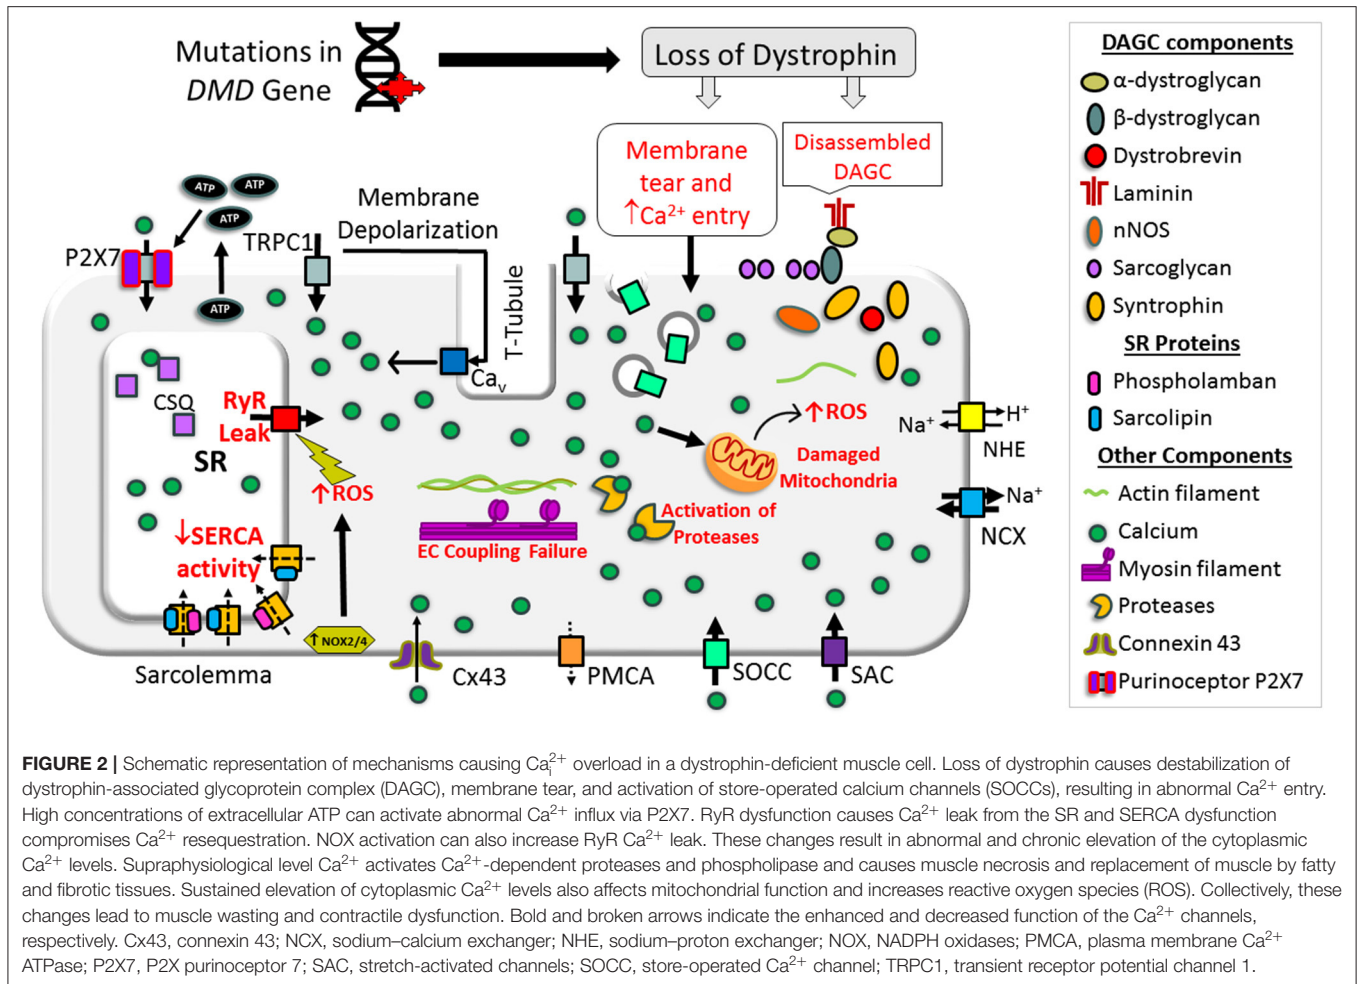 Mutations in
DMD Gene
Loss of Dystrophin
Membrane
tear and
↑Ca²⁺ entry
Disassembled
DAGC
ATP
ATP
ATP
ATP
P2X7
TRPC1
Membrane
Depolarization
T-Tubule
Caᵥ
CSQ
RyR
Leak
SR
↑ROS
↓SERCA
activity
↑ NOX2/4
Sarcolemma
EC Coupling Failure
Activation of
Proteases
↑ROS
Damaged
Mitochondria
Na⁺
H⁺
NHE
Na⁺
NCX
Cx43
PMCA
SOCC
SAC
DAGC components
α-dystroglycan
β-dystroglycan
Dystrobrevin
Laminin
nNOS
Sarcoglycan
Syntrophin
SR Proteins
Phospholamban
Sarcolipin
Other Components
Actin filament
Calcium
Myosin filament
Proteases
Connexin 43
Purinoceptor P2X7
FIGURE 2 | Schematic representation of mechanisms causing Caᵢ²⁺ overload in a dystrophin-deficient muscle cell. Loss of dystrophin causes destabilization of
dystrophin-associated glycoprotein complex (DAGC), membrane tear, and activation of store-operated calcium channels (SOCCs), resulting in abnormal Ca²⁺ entry.
High concentrations of extracellular ATP can activate abnormal Ca²⁺ influx via P2X7. RyR dysfunction causes Ca²⁺ leak from the SR and SERCA dysfunction
compromises Ca²⁺ resequestration. NOX activation can also increase RyR Ca²⁺ leak. These changes result in abnormal and chronic elevation of the cytoplasmic
Ca²⁺ levels. Supraphysiological level Ca²⁺ activates Ca²⁺-dependent proteases and phospholipase and causes muscle necrosis and replacement of muscle by fatty
and fibrotic tissues. Sustained elevation of cytoplasmic Ca²⁺ levels also affects mitochondrial function and increases reactive oxygen species (ROS). Collectively, these
changes lead to muscle wasting and contractile dysfunction. Bold and broken arrows indicate the enhanced and decreased function of the Ca²⁺ channels,
respectively. Cx43, connexin 43; NCX, sodium–calcium exchanger; NHE, sodium–proton exchanger; NOX, NADPH oxidases; PMCA, plasma membrane Ca²⁺
ATPase; P2X7, P2X purinoceptor 7; SAC, stretch-activated channels; SOCC, store-operated Ca²⁺ channel; TRPC1, transient receptor potential channel 1.